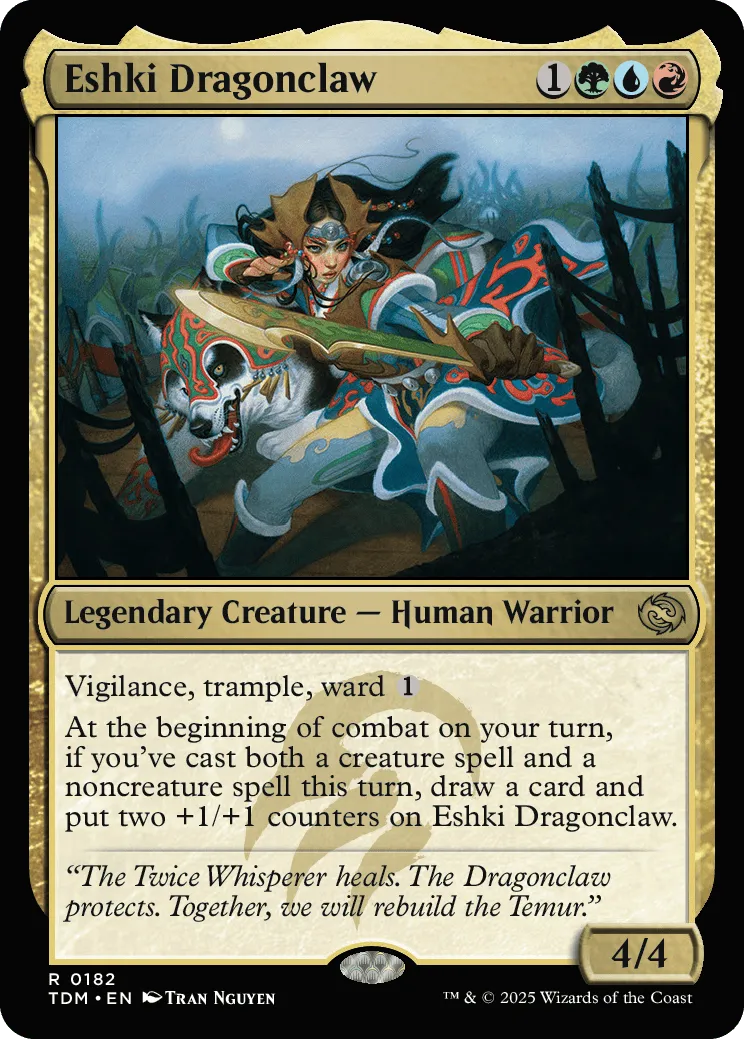 Eshki Dragonclaw 1
Legendary Creature — Human Warrior
Vigilance, trample, ward 1
At the beginning of combat on your turn,
if you’ve cast both a creature spell and a
noncreature spell this turn, draw a card and
put two +1/+1 counters on Eshki Dragonclaw.
“The Twice Whisperer heals. The Dragonclaw
protects. Together, we will rebuild the Temur.”
4/4
R 0182
TDM • EN Tran Nguyen
™ & © 2025 Wizards of the Coast